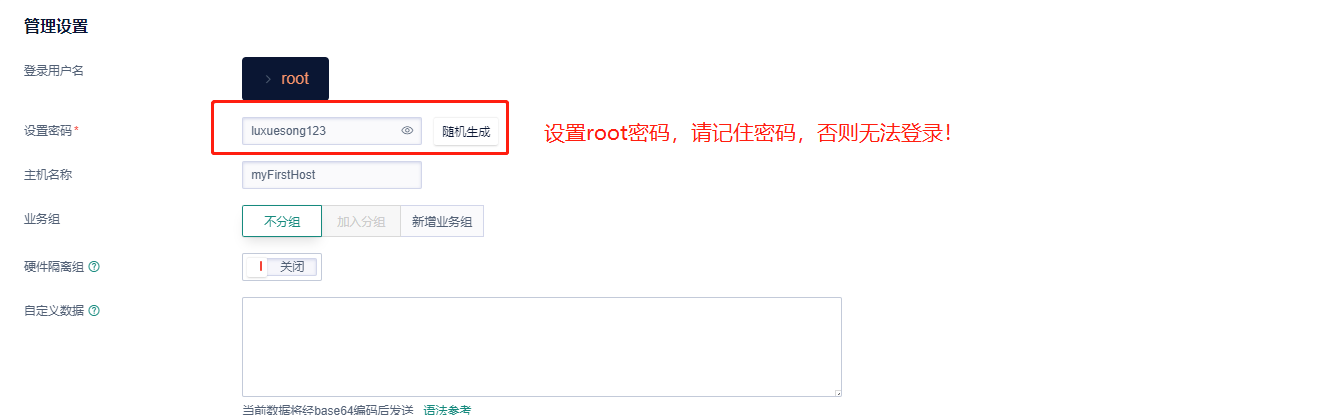 管理设置
登录用户名
root
设置密码*
luxuesong123
随机生成
设置root密码，请记住密码，否则无法登录！
主机名称
myFirstHost
业务组
不分组 加入分组 新增业务组
硬件隔离组
关闭
自定义数据
当前数据将经base64编码后发送 语法参考